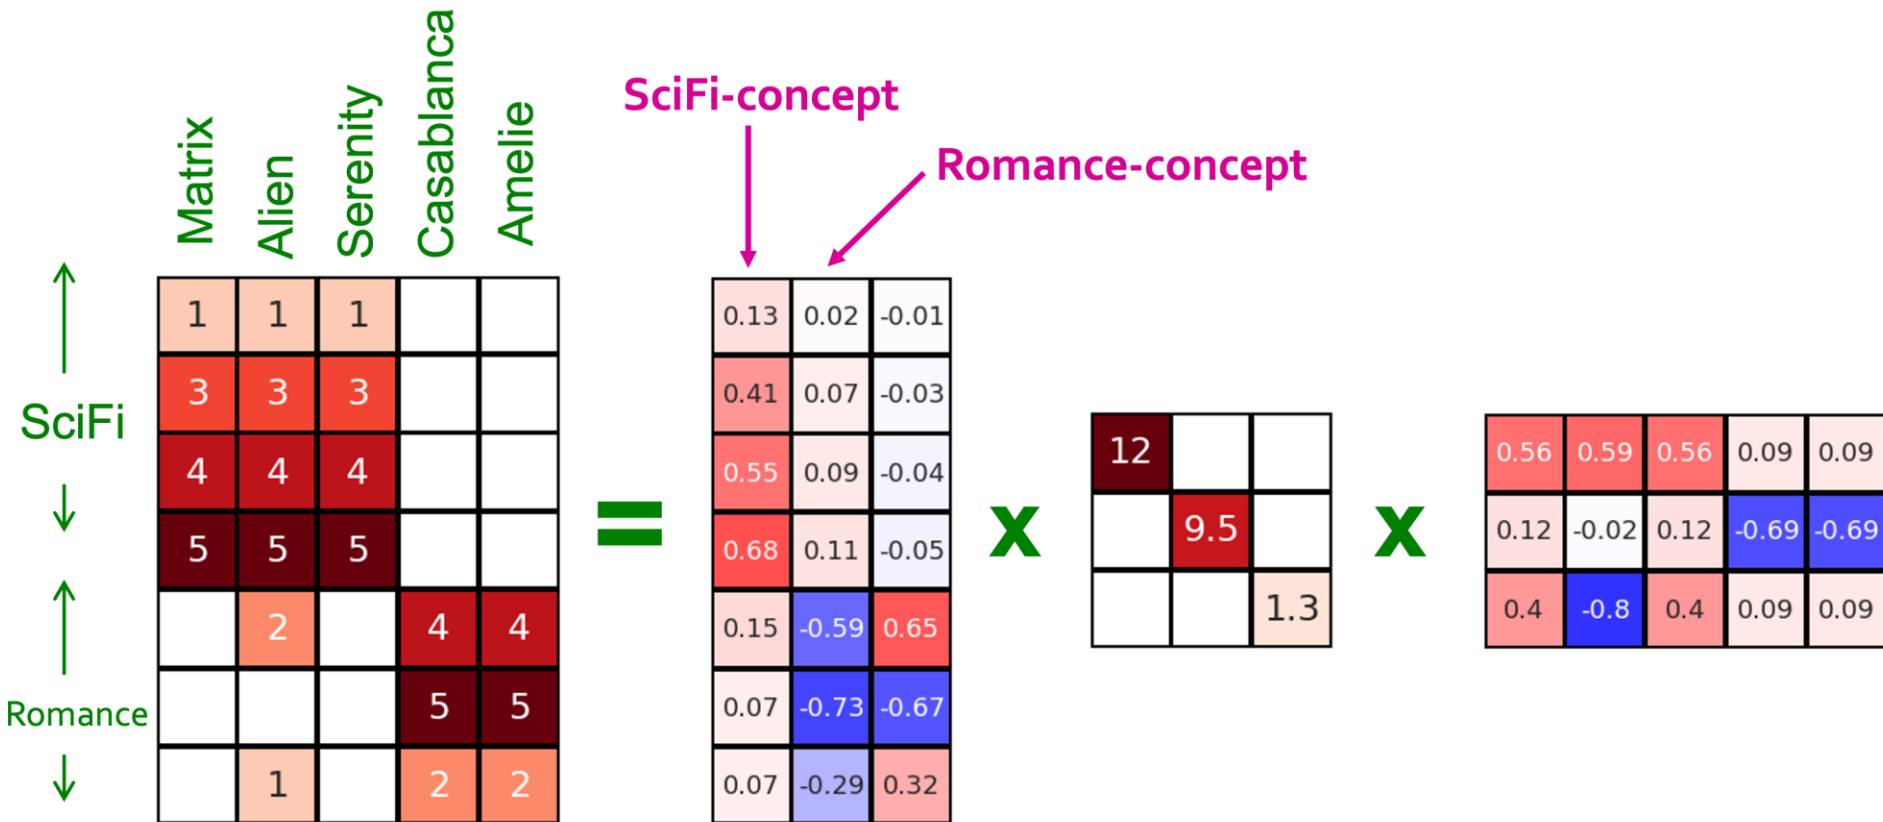 SciFi-concept
Romance-concept
Matrix
Alien
Serenity
Casablanca
Amelie
SciFi
Romance
1 1 1
3 3 3
4 4 4
5 5 5
2 4 4
5 5
1 2 2
=
0.13 0.02 -0.01
0.41 0.07 -0.03
0.55 0.09 -0.04
0.68 0.11 -0.05
0.15 -0.59 0.65
0.07 -0.73 -0.67
0.07 -0.29 0.32
x
12
9.5
1.3
x
0.56 0.59 0.56 0.09 0.09
0.12 -0.02 0.12 -0.69 -0.69
0.4 -0.8 0.4 0.09 0.09